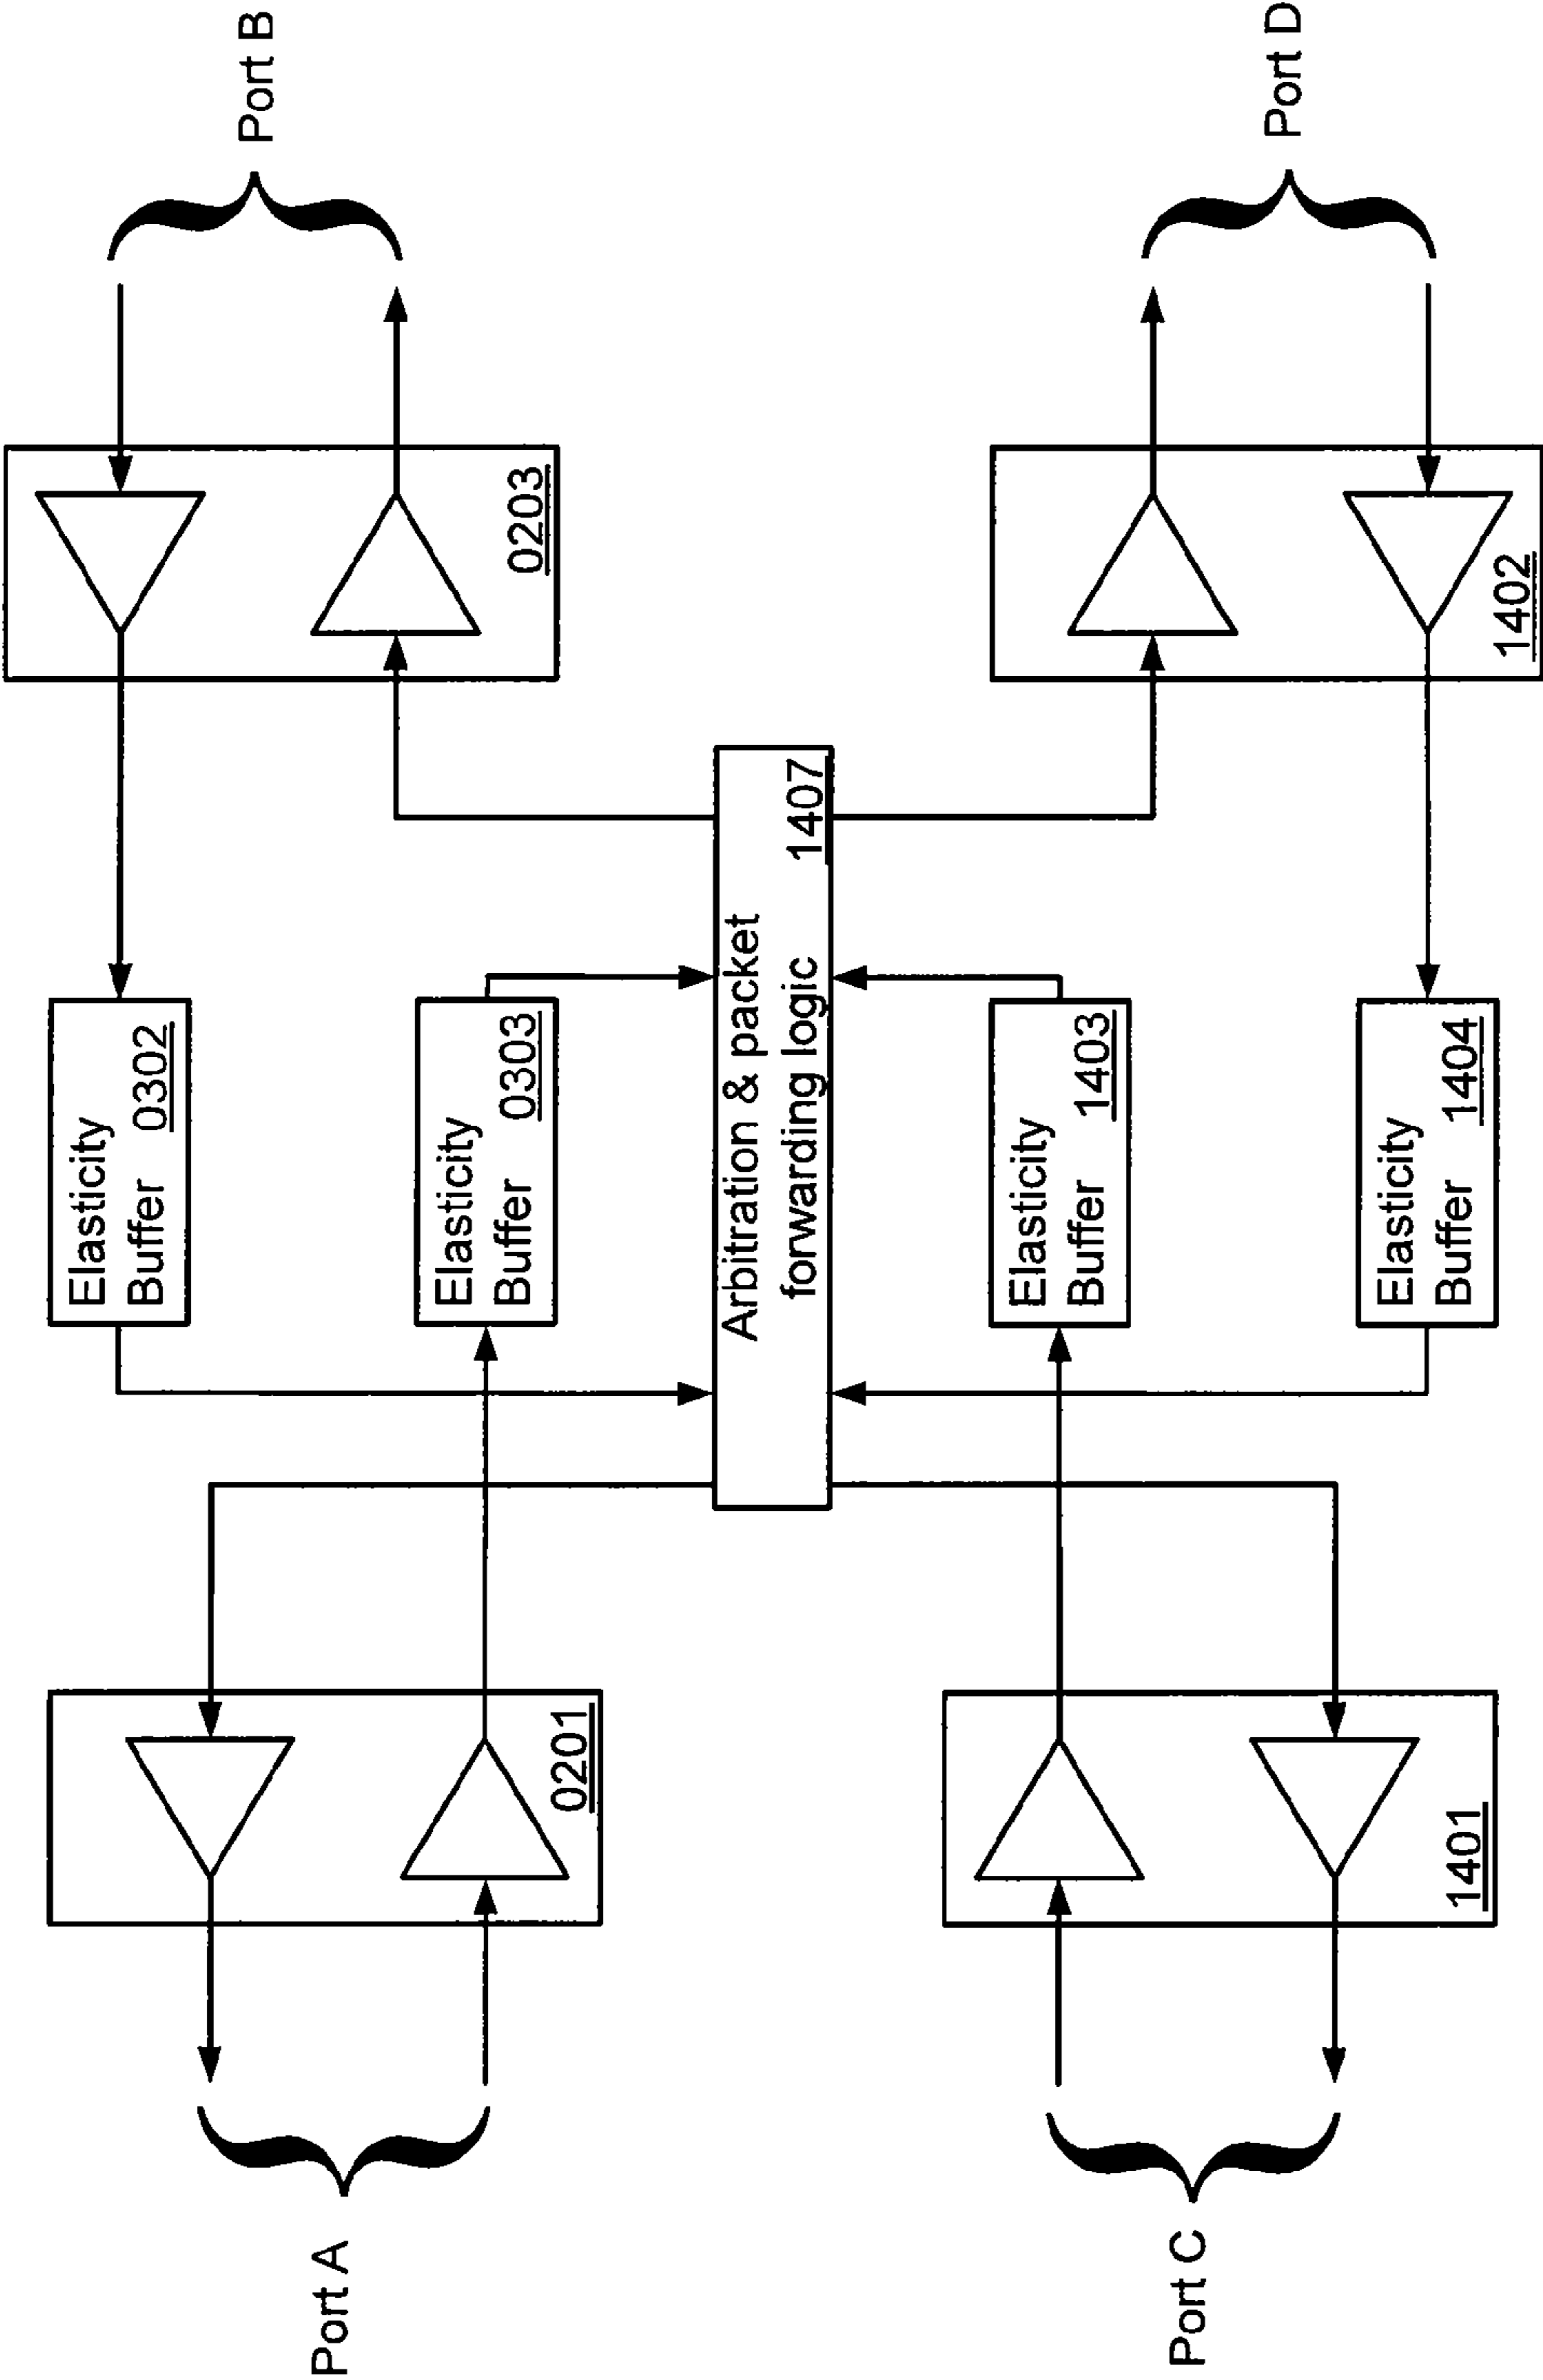 Port A
Port B
0201
0203
Elasticity
Buffer 0302
Elasticity
Buffer 0303
Arbitration & packet
forwarding logic 1407
Elasticity
Buffer 1403
Elasticity
Buffer 1404
1401
1402
Port C
Port D